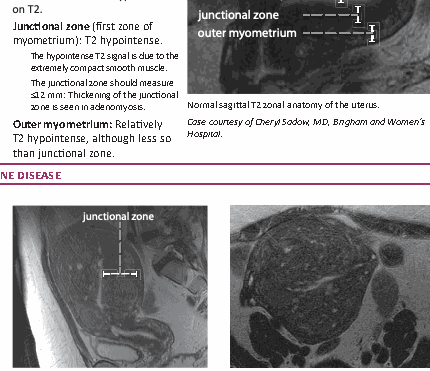 on T2.
Junctional zone (first zone of
myometrium): T2 hypointense.
The hypointense T2 signal is due to the
extremely compact smooth muscle.
The junctional zone should measure
≤12 mm: Thickening of the junctional
zone is seen in adenomyosis.
Outer myometrium: Relatively
T2 hypointense, although less so
than junctional zone.
junctional zone
outer myometrium
Normal sagittal T2 zonal anatomy of the uterus.
Case courtesy of Cheryl Sadow, MD, Brigham and Women's
Hospital.
NE DISEASE
junctional zone